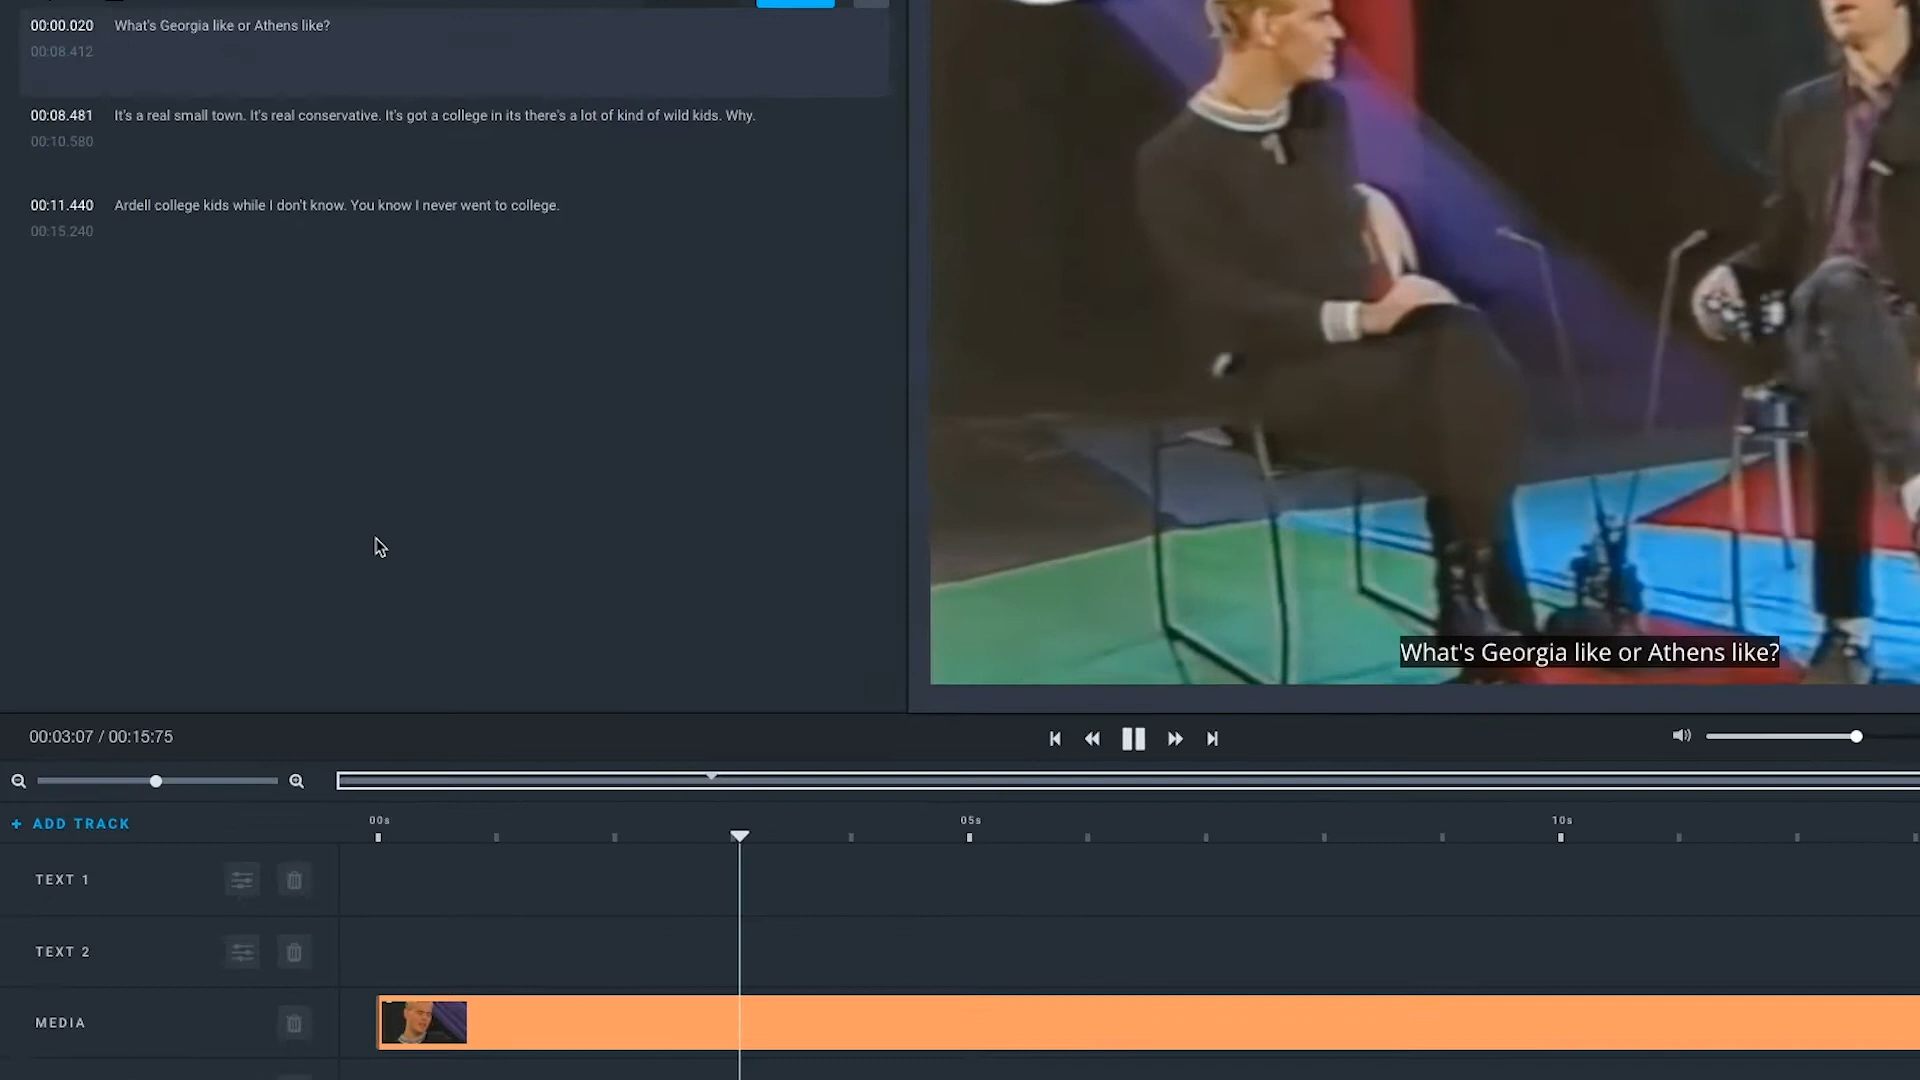 00:00.020 What's Georgia like or Athens like?
00:08.412
00:08.481 It's a real small town. It's real conservative. It's got a college in its there's a lot of kind of wild kids. Why.
00:10.580
00:11.440 Ardell college kids while I don't know. You know I never went to college.
00:15.240
What's Georgia like or Athens like?
00:03:07 / 00:15:75
+ ADD TRACK
00s 05s 10s
TEXT 1
TEXT 2
MEDIA